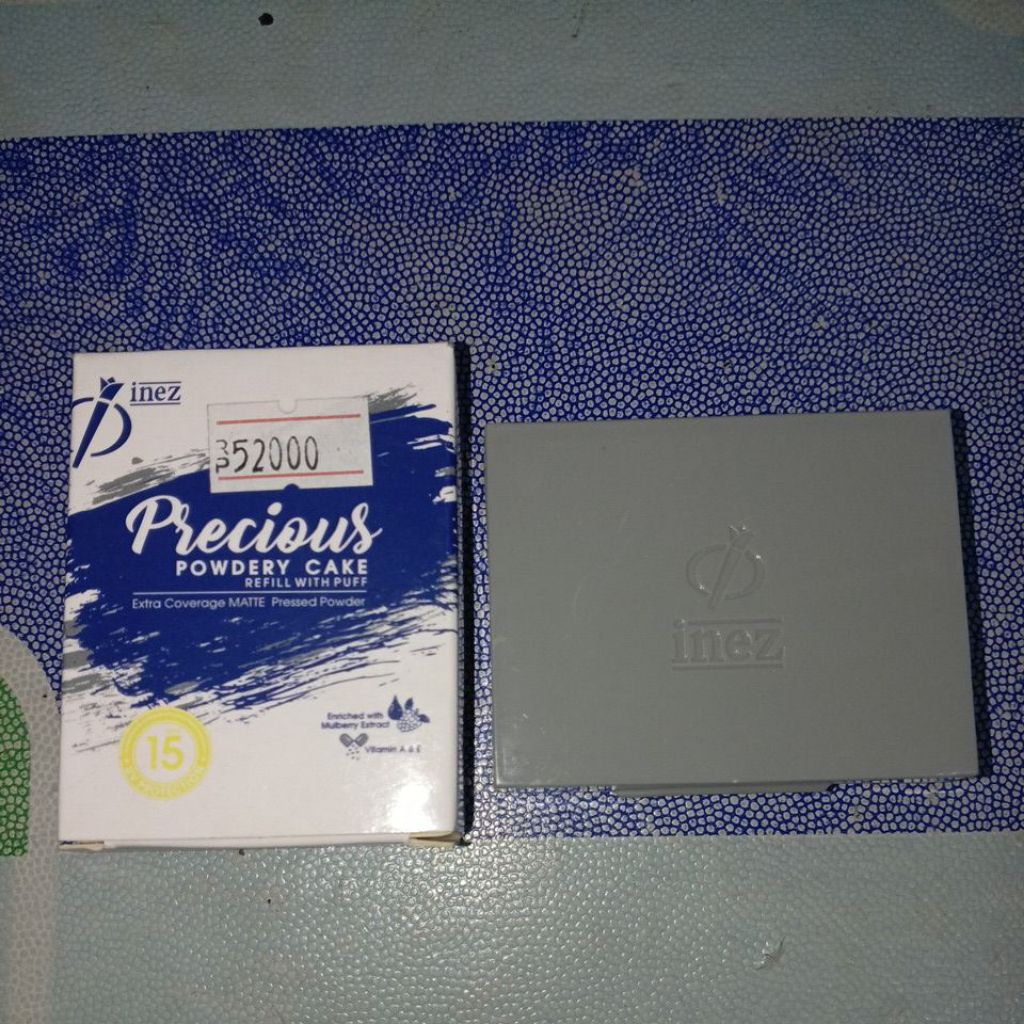 inez
RP 52000
Precious
POWDERY CAKE
REFILL WITH PUFF
Extra Coverage MATTE Pressed Powder
Enriched with
Mulberry Extract
Vitamin A & E
15
inez